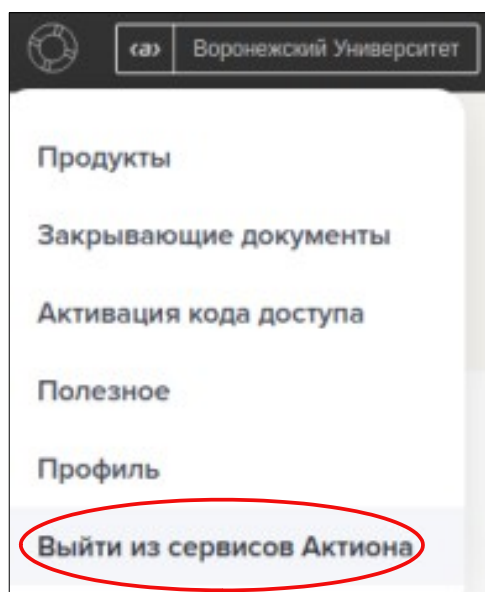 <a> Воронежский Университет
Продукты
Закрывающие документы
Активация кода доступа
Полезное
Профиль
Выйти из сервисов Актиона